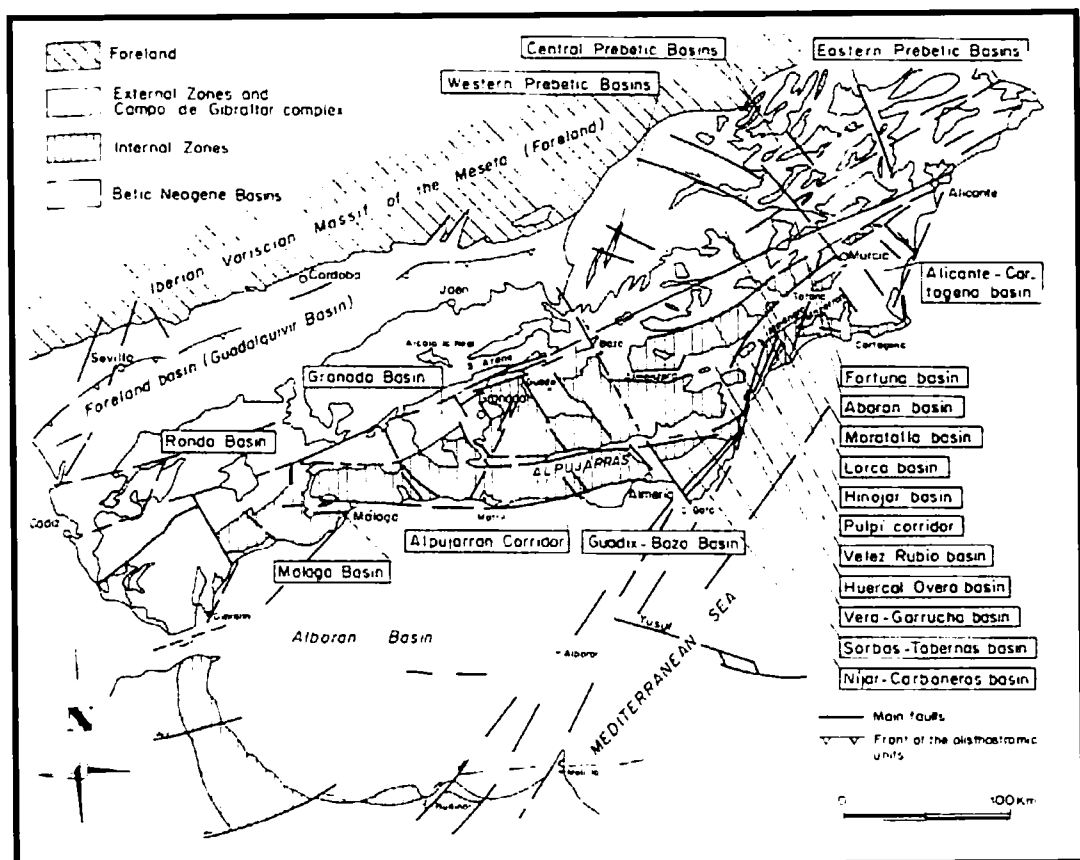 Foreland
External Zones and
Campo de Gibraltar complex
Internal Zones
Betic Neogene Basins
Central Prebetic Basins
Eastern Prebetic Basins
Western Prebetic Basins
Iberian Variscian Massif of the Meseta (Foreland)
Foreland basin (Guadalquivir Basin)
Cordoba
Jaen
Sevilla
Alicante
Murcia
Alicante-Car-
tagena basin
Cartagena
Baza
Granada Basin
Granada
Ronda Basin
ALPUJARRAS
Almeria
Cadiz
Malaga
Motril
Alpujarran Corridor
Guadix-Baza Basin
Malaga Basin
Alboran Basin
Alboran
Yusuf
MEDITERRANEAN SEA
Fortuna basin
Abaran basin
Moratalla basin
Lorca basin
Hinojar basin
Pulpi corridor
Velez Rubio basin
Huercal Overa basin
Vera-Garrucha basin
Sorbas-Tabernas basin
Nijar-Carboneras basin
Main faults
Front of the olisthostromic
units
0 100 Km